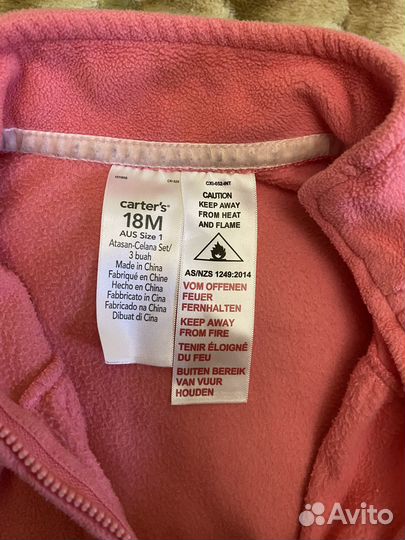 carter's®
18M
AUS Size 1
Atasan-Celana Set/
3 buah
Made in China
Fabriqué en Chine
Hecho en China
Fabbricato in Cina
Fabricado na China
Dibuat di Cina
CXI-052-INT
CAUTION
KEEP AWAY
FROM HEAT
AND FLAME
AS/NZS 1249:2014
VOM OFFENEN
FEUER
FERNHALTEN
KEEP AWAY
FROM FIRE
TENIR ÉLOIGNÉ
DU FEU
BUITEN BEREIK
VAN VUUR
HOUDEN
Avito